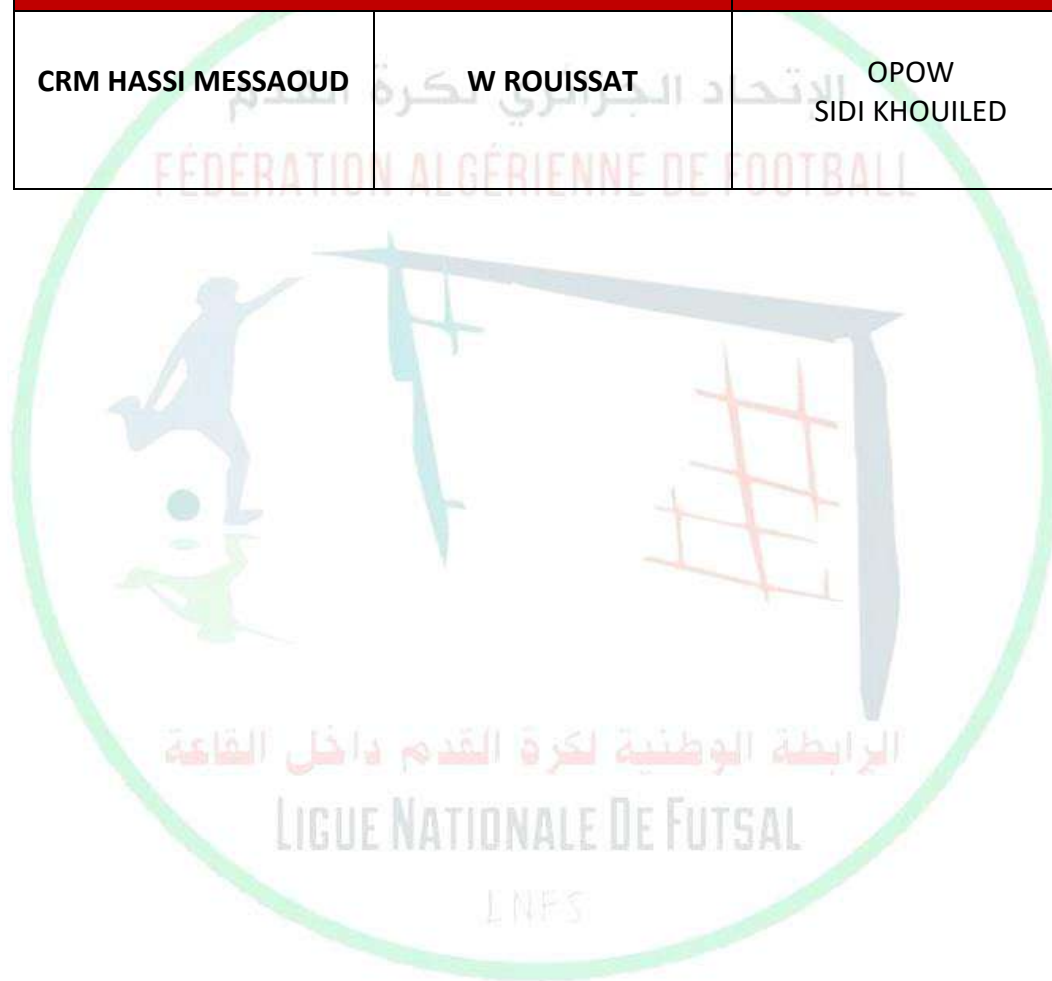 CRM HASSI MESSAOUD
W ROUISSAT
OPOW
SIDI KHOUILED
الإتحاد الجزائري لكرة القدم
FÉDÉRATION ALGÉRIENNE DE FOOTBALL
الرابطة الوطنية لكرة القدم داخل القاعة
LIGUE NATIONALE DE FUTSAL
LNFS